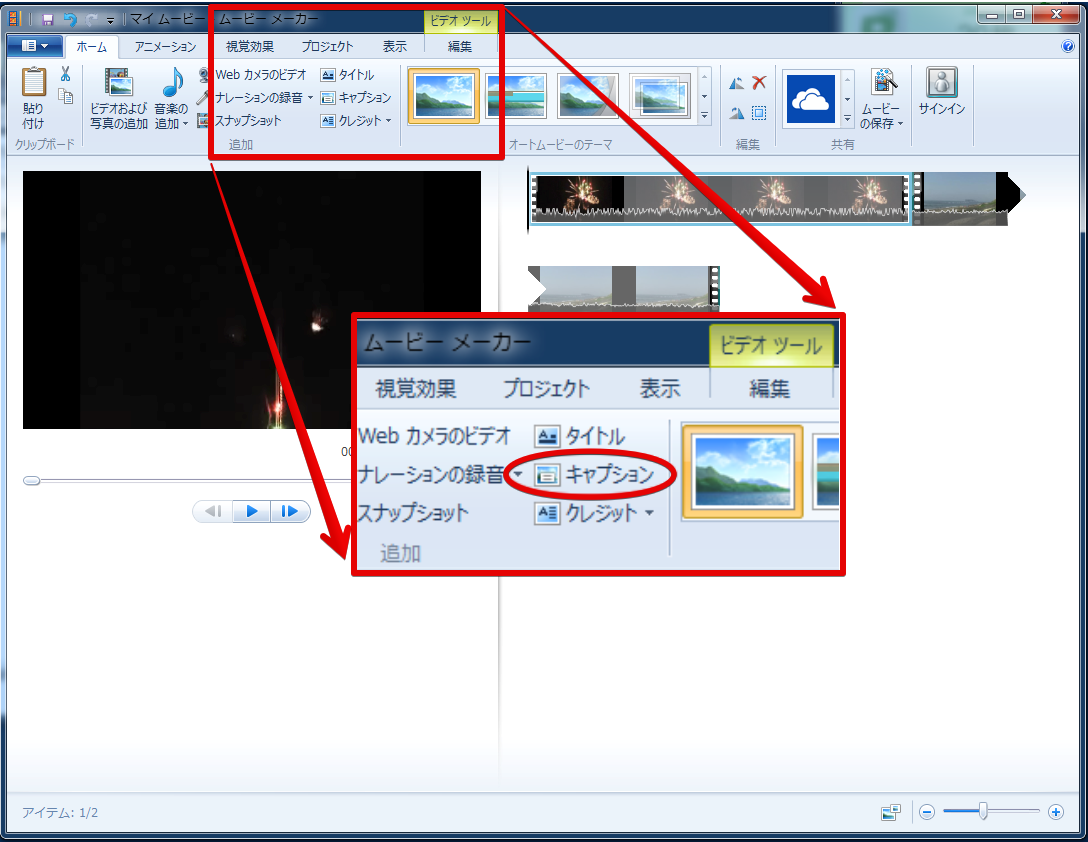 マイ ムービー ムービー メーカー
ビデオ ツール
ホーム アニメーション 視覚効果 プロジェクト 表示 編集
貼り付け
ビデオおよび写真の追加
音楽の追加
Web カメラのビデオ
ナレーションの録音
スナップショット
タイトル
キャプション
クレジット
ムービーの保存
サインイン
クリップボード 追加 オートムービーのテーマ 編集 共有
ムービー メーカー
ビデオ ツール
視覚効果 プロジェクト 表示 編集
Web カメラのビデオ タイトル
ナレーションの録音 キャプション
スナップショット クレジット
追加
アイテム: 1/2